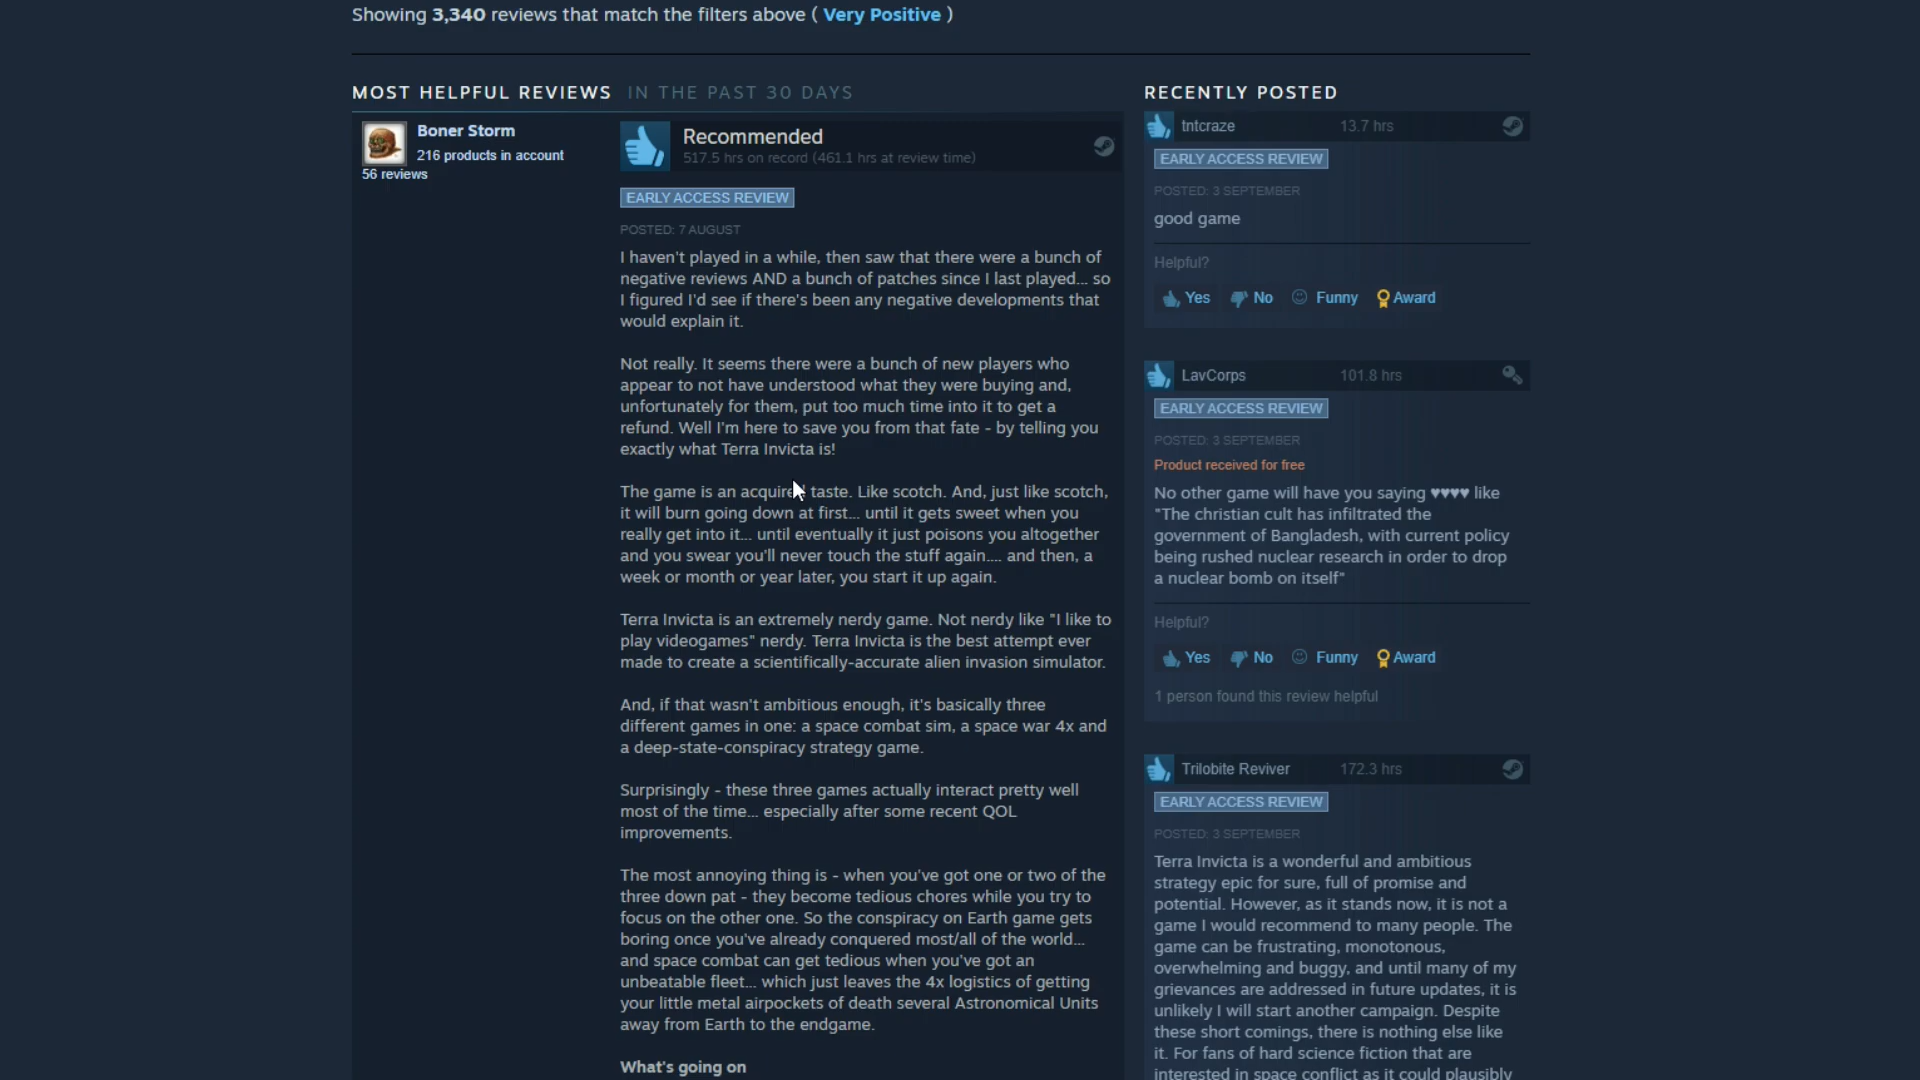 Showing 3,340 reviews that match the filters above ( Very Positive )
MOST HELPFUL REVIEWS IN THE PAST 30 DAYS
Boner Storm
216 products in account
56 reviews
Recommended
517.5 hrs on record (461.1 hrs at review time)
EARLY ACCESS REVIEW
POSTED: 7 AUGUST
I haven't played in a while, then saw that there were a bunch of
negative reviews AND a bunch of patches since I last played... so
I figured I'd see if there's been any negative developments that
would explain it.
Not really. It seems there were a bunch of new players who
appear to not have understood what they were buying and,
unfortunately for them, put too much time into it to get a
refund. Well I'm here to save you from that fate - by telling you
exactly what Terra Invicta is!
The game is an acquired taste. Like scotch. And, just like scotch,
it will burn going down at first... until it gets sweet when you
really get into it... until eventually it just poisons you altogether
and you swear you'll never touch the stuff again.... and then, a
week or month or year later, you start it up again.
Terra Invicta is an extremely nerdy game. Not nerdy like "I like to
play videogames" nerdy. Terra Invicta is the best attempt ever
made to create a scientifically-accurate alien invasion simulator.
And, if that wasn't ambitious enough, it's basically three
different games in one: a space combat sim, a space war 4x and
a deep-state-conspiracy strategy game.
Surprisingly - these three games actually interact pretty well
most of the time... especially after some recent QOL
improvements.
The most annoying thing is - when you've got one or two of the
three down pat - they become tedious chores while you try to
focus on the other one. So the conspiracy on Earth game gets
boring once you've already conquered most/all of the world...
and space combat can get tedious when you've got an
unbeatable fleet... which just leaves the 4x logistics of getting
your little metal airpockets of death several Astronomical Units
away from Earth to the endgame.
What's going on
RECENTLY POSTED
tntcraze 13.7 hrs
EARLY ACCESS REVIEW
POSTED: 3 SEPTEMBER
good game
Helpful?
Yes No Funny Award
LavCorps 101.8 hrs
EARLY ACCESS REVIEW
POSTED: 3 SEPTEMBER
Product received for free
No other game will have you saying ♥♥♥♥ like
"The christian cult has infiltrated the
government of Bangladesh, with current policy
being rushed nuclear research in order to drop
a nuclear bomb on itself"
Helpful?
Yes No Funny Award
1 person found this review helpful
Trilobite Reviver 172.3 hrs
EARLY ACCESS REVIEW
POSTED: 3 SEPTEMBER
Terra Invicta is a wonderful and ambitious
strategy epic for sure, full of promise and
potential. However, as it stands now, it is not a
game I would recommend to many people. The
game can be frustrating, monotonous,
overwhelming and buggy, and until many of my
grievances are addressed in future updates, it is
unlikely I will start another campaign. Despite
these short comings, there is nothing else like
it. For fans of hard science fiction that are
interested in space conflict as it could plausibly